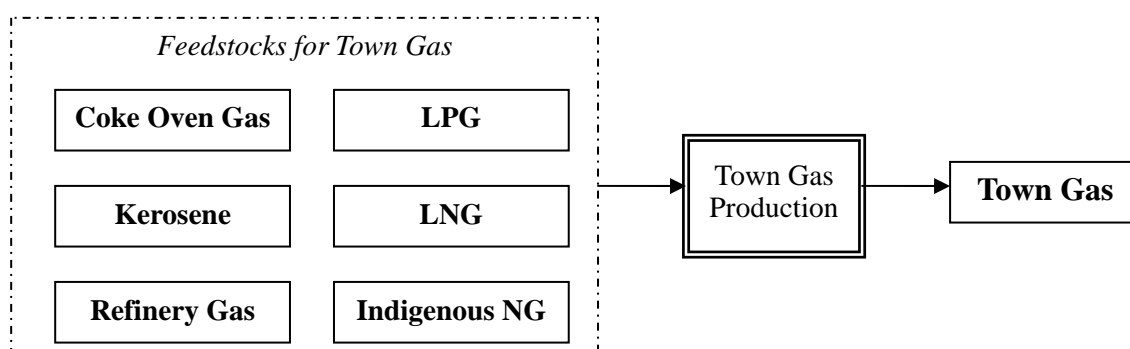 Feedstocks for Town Gas
Coke Oven Gas
LPG
Kerosene
LNG
Refinery Gas
Indigenous NG
Town Gas
Production
Town Gas